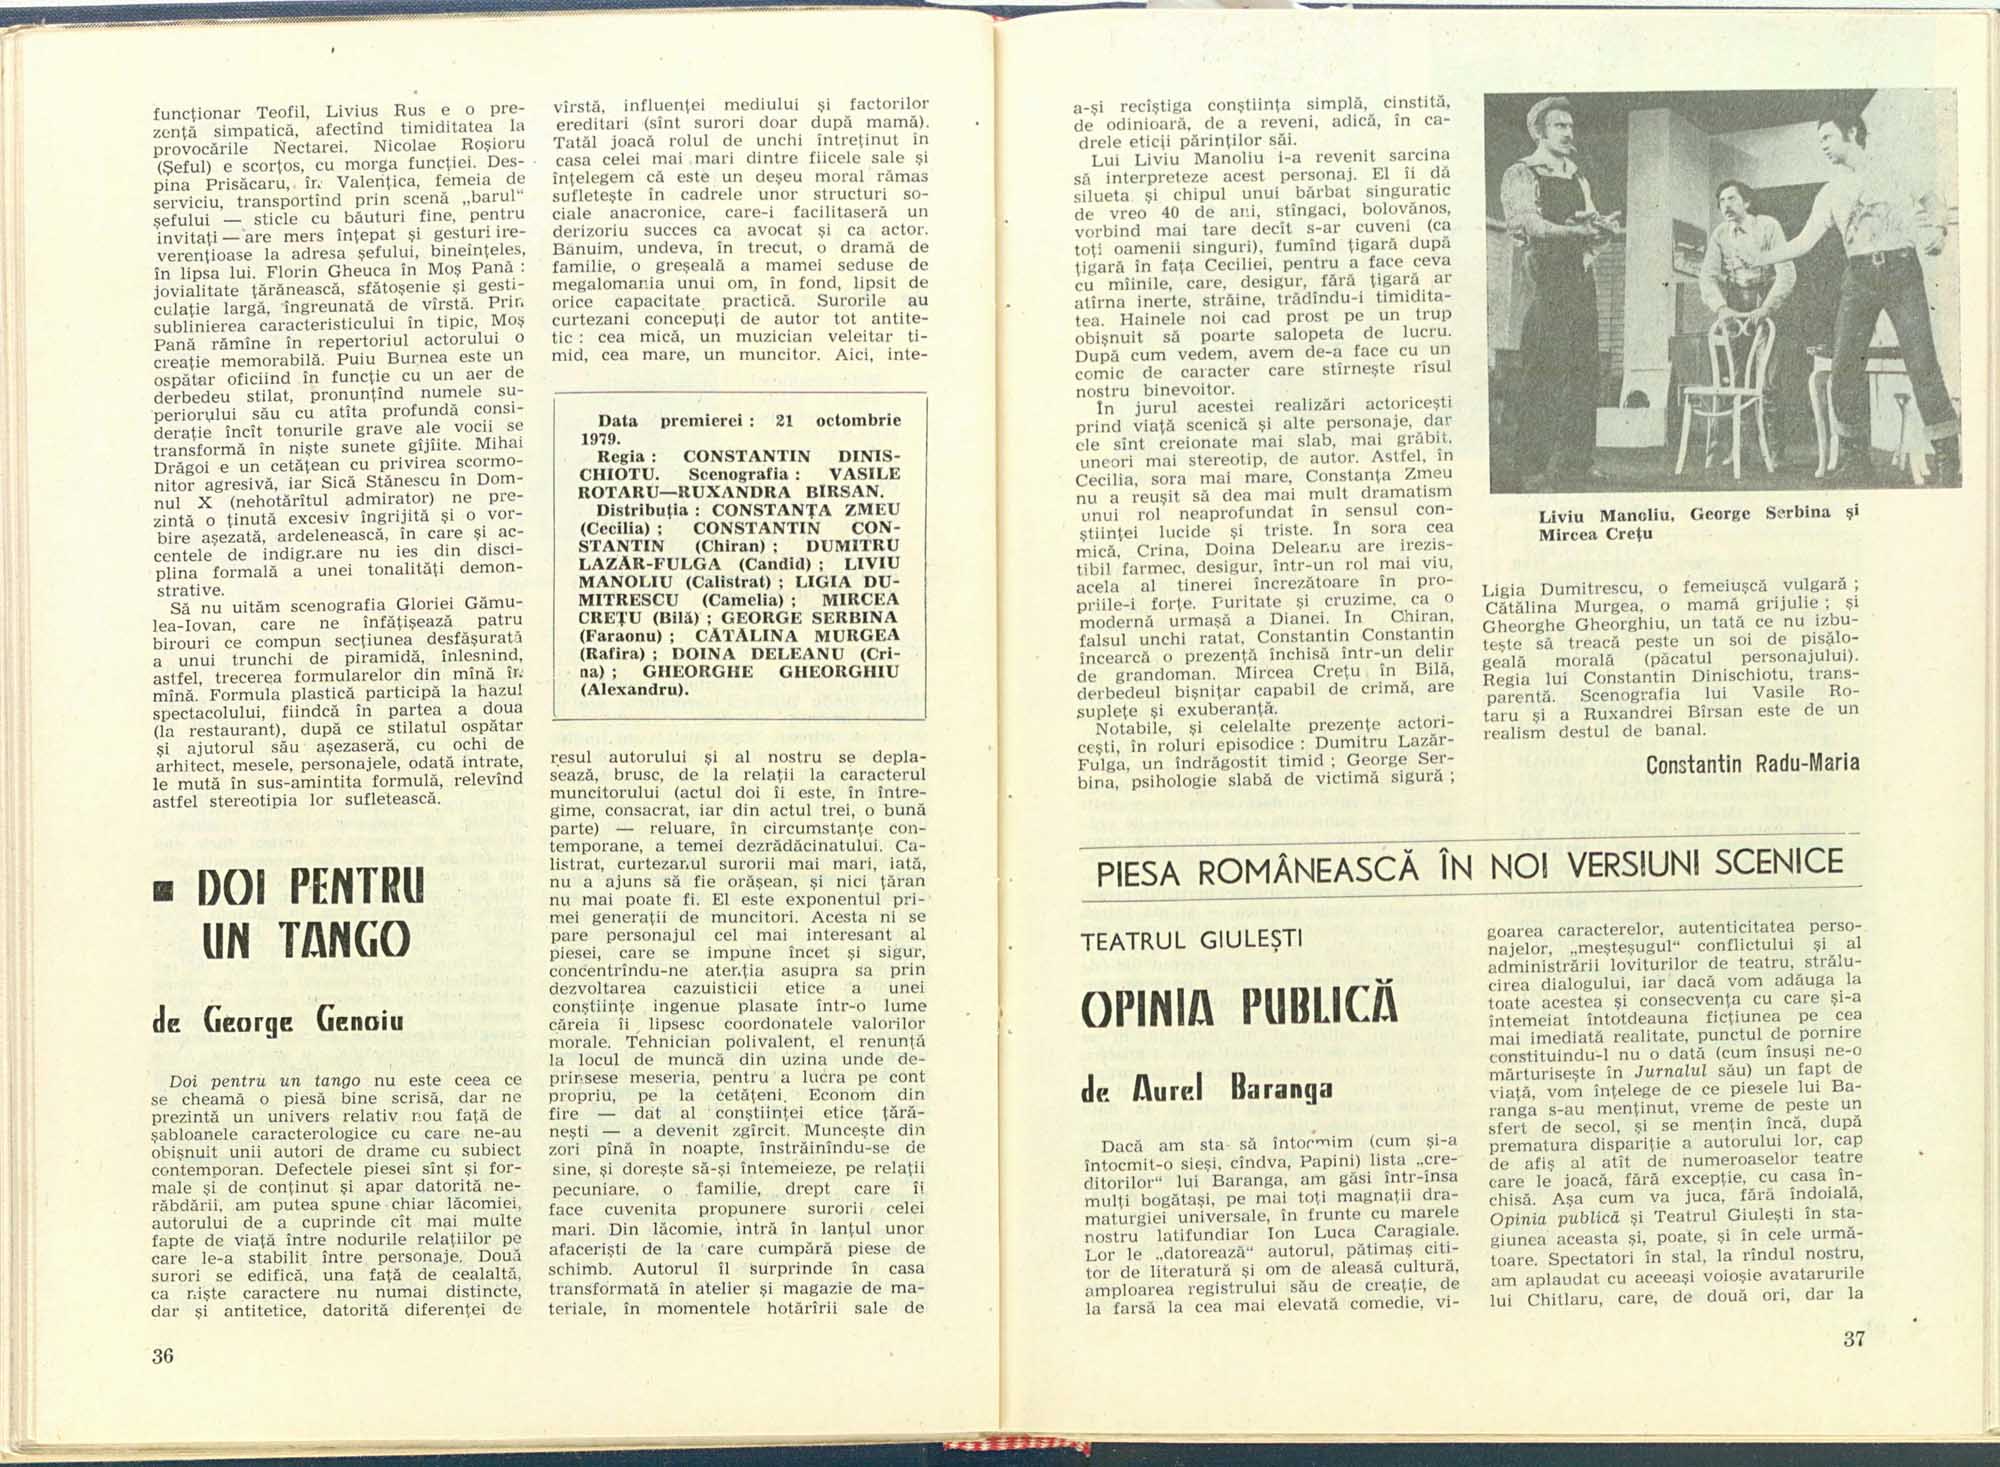 funcționar Teofil, Livius Rus e o pre-
zență simpatică, afectînd timiditatea la
provocările Nectarei. Nicolae Roșioru
(Șeful) e scorțos, cu morga funcției. Des-
pina Prisăcaru, în Valențica, femeia de
serviciu, transportînd prin scenă „barul“
șefului — sticle cu băuturi fine, pentru
invitați — are mers înțepat și gesturi ire-
verențioase la adresa șefului, bineînțeles,
în lipsa lui. Florin Gheuca în Moș Pană :
jovialitate țărănească, sfătoșenie și gesti-
culație largă, îngreunată de vîrstă. Prin
sublinierea caracteristicului în tipic, Moș
Pană rămîne în repertoriul actorului o
creație memorabilă. Puiu Burnea este un
ospătar oficiind în funcție cu un aer de
derbedeu stilat, pronunțînd numele su-
periorului său cu atîta profundă consi-
derație încît tonurile grave ale vocii se
transformă în niște sunete gîjîite. Mihai
Drăgoi e un cetățean cu privirea scormo-
nitor agresivă, iar Sică Stănescu în Dom-
nul X (nehotărîtul admirator) ne pre-
zintă o ținută excesiv îngrijită și o vor-
bire așezată, ardelenească, în care și ac-
centele de indignare nu ies din disci-
plina formală a unei tonalități demon-
strative.
Să nu uităm scenografia Gloriei Gămu-
lea-Iovan, care ne înfățișează patru
birouri ce compun secțiunea desfășurată
a unui trunchi de piramidă, înlesnind,
astfel, trecerea formularelor din mînă în
mînă. Formula plastică participă la hazul
spectacolului, fiindcă în partea a doua
(la restaurant), după ce stilatul ospătar
și ajutorul său așezaseră, cu ochi de
arhitect, mesele, personajele, odată intrate,
le mută în sus-amintita formulă, relevînd
astfel stereotipia lor sufletească.
■ DOI PENTRU
UN TANGO
de George Genoiu
Doi pentru un tango nu este ceea ce
se cheamă o piesă bine scrisă, dar ne
prezintă un univers relativ nou față de
șabloanele caracterologice cu care ne-au
obișnuit unii autori de drame cu subiect
contemporan. Defectele piesei sînt și for-
male și de conținut și apar datorită ne-
răbdării, am putea spune chiar lăcomiei,
autorului de a cuprinde cît mai multe
fapte de viață între nodurile relațiilor pe
care le-a stabilit între personaje. Două
surori se edifică, una față de cealaltă,
ca niște caractere nu numai distincte,
dar și antitetice, datorită diferenței de
36
vîrstă, influenței mediului și factorilor
ereditari (sînt surori doar după mamă).
Tatăl joacă rolul de unchi întreținut în
casa celei mai mari dintre fiicele sale și
înțelegem că este un deșeu moral rămas
sufletește în cadrele unor structuri so-
ciale anacronice, care-i facilitaseră un
derizoriu succes ca avocat și ca actor.
Bănuim, undeva, în trecut, o dramă de
familie, o greșeală a mamei seduse de
megalomania unui om, în fond, lipsit de
orice capacitate practică. Surorile au
curtezani concepuți de autor tot antite-
tic : cea mică, un muzician veleitar ti-
mid, cea mare, un muncitor. Aici, inte-
Data premierei : 21 octombrie
1979.
Regia : CONSTANTIN DINIS-
CHIOTU. Scenografia : VASILE
ROTARU—RUXANDRA BÎRSAN.
Distribuția : CONSTANȚA ZMEU
(Cecilia) ; CONSTANTIN CON-
STANTIN (Chiran) ; DUMITRU
LAZĂR-FULGA (Candid) ; LIVIU
MANOLIU (Calistrat) ; LIGIA DU-
MITRESCU (Camelia) ; MIRCEA
CREȚU (Bilă) ; GEORGE SERBINA
(Faraonu) ; CĂTĂLINA MURGEA
(Rafira) ; DOINA DELEANU (Cri-
na) ; GHEORGHE GHEORGHIU
(Alexandru).
resul autorului și al nostru se depla-
sează, brusc, de la relații la caracterul
muncitorului (actul doi îi este, în între-
gime, consacrat, iar din actul trei, o bună
parte) — reluare, în circumstanțe con-
temporane, a temei dezrădăcinatului. Ca-
listrat, curtezanul surorii mai mari, iată,
nu a ajuns să fie orășean, și nici țăran
nu mai poate fi. El este exponentul pri-
mei generații de muncitori. Acesta ni se
pare personajul cel mai interesant al
piesei, care se impune încet și sigur,
concentrîndu-ne atenția asupra sa prin
dezvoltarea cazuisticii etice a unei
conștiințe ingenue plasate într-o lume
căreia îi lipsesc coordonatele valorilor
morale. Tehnician polivalent, el renunță
la locul de muncă din uzina unde de-
prinsese meseria, pentru a lucra pe cont
propriu, pe la cetățeni. Econom din
fire — dat al conștiinței etice țără-
nești — a devenit zgîrcit. Muncește din
zori pînă în noapte, înstrăinîndu-se de
sine, și dorește să-și întemeieze, pe relații
pecuniare, o familie, drept care îi
face cuvenita propunere surorii celei
mari. Din lăcomie, intră în lanțul unor
afaceriști de la care cumpără piese de
schimb. Autorul îl surprinde în casa
transformată în atelier și magazie de ma-
teriale, în momentele hotărîrii sale de
a-și recîștiga conștiința simplă, cinstită,
de odinioară, de a reveni, adică, în ca-
drele eticii părinților săi.
Lui Liviu Manoliu i-a revenit sarcina
să interpreteze acest personaj. El îi dă
silueta și chipul unui bărbat singuratic
de vreo 40 de ani, stîngaci, bolovănos,
vorbind mai tare decît s-ar cuveni (ca
toți oamenii singuri), fumînd țigară după
țigară în fața Ceciliei, pentru a face ceva
cu mîinile, care, desigur, fără țigară ar
atîrna inerte, străine, trădîndu-i timidita-
tea. Hainele noi cad prost pe un trup
obișnuit să poarte salopeta de lucru.
După cum vedem, avem de-a face cu un
comic de caracter care stîrnește rîsul
nostru binevoitor.
În jurul acestei realizări actoricești
prind viață scenică și alte personaje, dar
ele sînt creionate mai slab, mai grăbit,
uneori mai stereotip, de autor. Astfel, în
Cecilia, sora mai mare, Constanța Zmeu
nu a reușit să dea mai mult dramatism
unui rol neaprofundat în sensul con-
științei lucide și triste. În sora cea
mică, Crina, Doina Deleanu are irezis-
tibil farmec, desigur, într-un rol mai viu,
acela al tinerei încrezătoare în pro-
priile-i forțe. Puritate și cruzime, ca o
modernă urmașă a Dianei. În Chiran,
falsul unchi ratat, Constantin Constantin
încearcă o prezență închisă într-un delir
de grandoman. Mircea Crețu în Bilă,
derbedeul bișnițar capabil de crimă, are
suplețe și exuberanță.
Notabile, și celelalte prezențe actori-
cești, în roluri episodice : Dumitru Lazăr-
Fulga, un îndrăgostit timid ; George Ser-
bina, psihologie slabă de victimă sigură ;
Liviu Manoliu, George Serbina și
Mircea Crețu
Ligia Dumitrescu, o femeiușcă vulgară ;
Cătălina Murgea, o mamă grijulie ; și
Gheorghe Gheorghiu, un tată ce nu izbu-
tește să treacă peste un soi de pisălo-
geală morală (păcatul personajului).
Regia lui Constantin Dinischiotu, trans-
parentă. Scenografia lui Vasile Ro-
taru și a Ruxandrei Bîrsan este de un
realism destul de banal.
Constantin Radu-Maria
PIESA ROMÂNEASCĂ ÎN NOI VERSIUNI SCENICE
TEATRUL GIULEȘTI
OPINIA PUBLICĂ
de Aurel Baranga
Dacă am sta să întocmim (cum și-a
întocmit-o sieși, cîndva, Papini) lista „cre-
ditorilor“ lui Baranga, am găsi într-însa
mulți bogătași, pe mai toți magnații dra-
maturgiei universale, în frunte cu marele
nostru latifundiar Ion Luca Caragiale.
Lor le „datorează“ autorul, pătimaș citi-
tor de literatură și om de aleasă cultură,
amploarea registrului său de creație, de
la farsă la cea mai elevată comedie, vi-
goarea caracterelor, autenticitatea perso-
najelor, „meșteșugul“ conflictului și al
administrării loviturilor de teatru, strălu-
cirea dialogului, iar dacă vom adăuga la
toate acestea și consecvența cu care și-a
întemeiat întotdeauna ficțiunea pe cea
mai imediată realitate, punctul de pornire
constituindu-l nu o dată (cum însuși ne-o
mărturisește în Jurnalul său) un fapt de
viață, vom înțelege de ce piesele lui Ba-
ranga s-au menținut, vreme de peste un
sfert de secol, și se mențin încă, după
prematura dispariție a autorului lor, cap
de afiș al atît de numeroaselor teatre
care le joacă, fără excepție, cu casa în-
chisă. Așa cum va juca, fără îndoială,
Opinia publică și Teatrul Giulești în sta-
giunea aceasta și, poate, și în cele urmă-
toare. Spectatori în stal, la rîndul nostru,
am aplaudat cu aceeași voioșie avatarurile
lui Chitlaru, care, de două ori, dar la
37